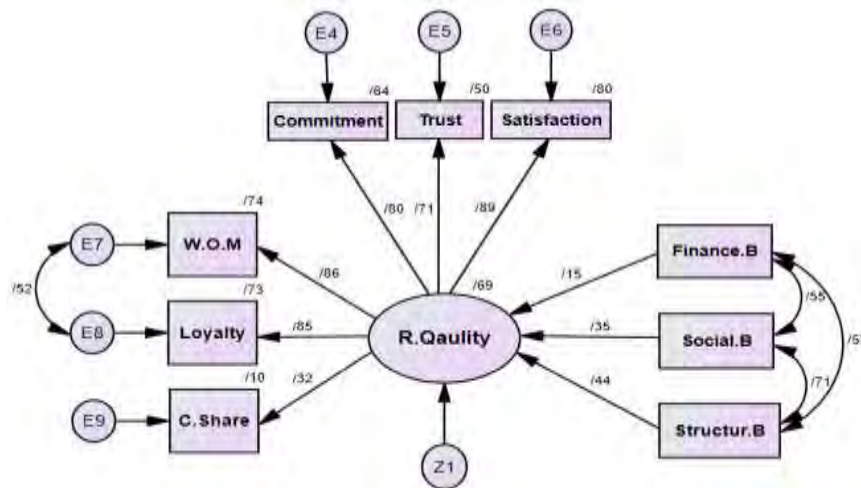 E4
E5
E6
/64
/50
/80
Commitment
Trust
Satisfaction
/74
/80
/71
/89
E7
W.O.M
Finance.B
/86
/15
/52
/73
/69
/55
E8
Loyalty
/85
R.Qaulity
/35
Social.B
/10
/32
/44
/71
E9
C.Share
Structur.B
Z1